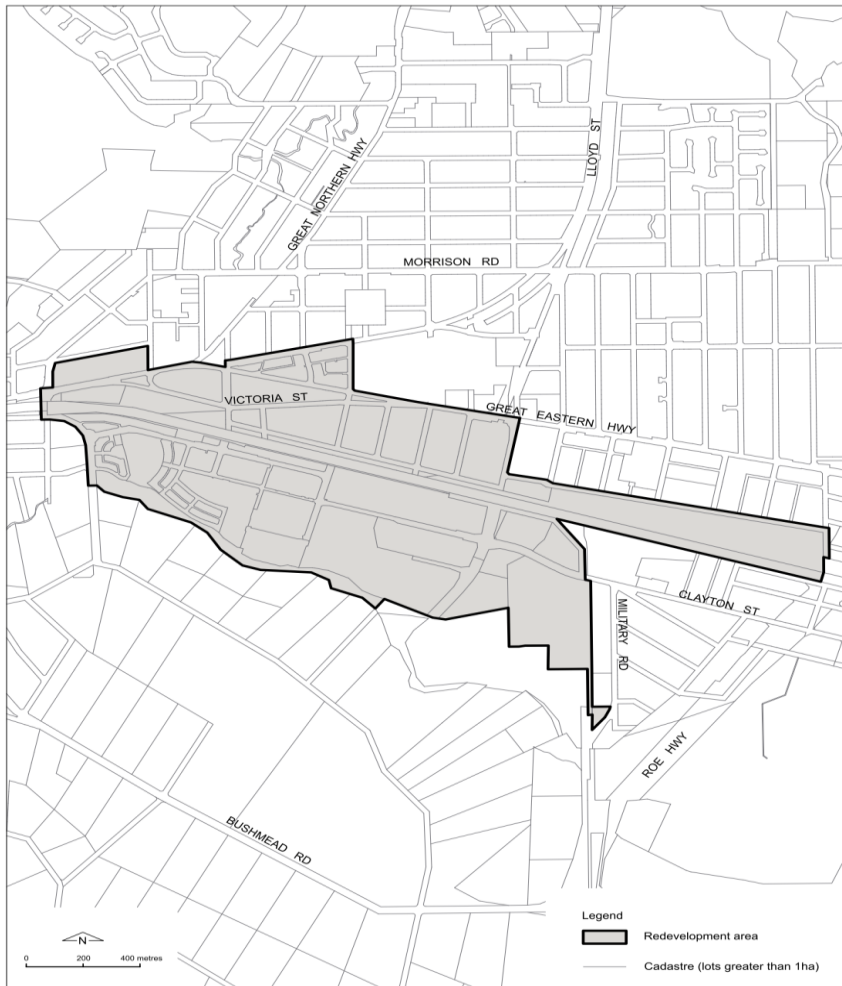 LLOYD ST
GREAT NORTHERN HWY
MORRISON RD
VICTORIA ST
GREAT EASTERN HWY
CLAYTON ST
MILITARY RD
ROE HWY
BUSHMEAD RD
Legend
Redevelopment area
Cadastre (lots greater than 1ha)
N
0 200 400 metres